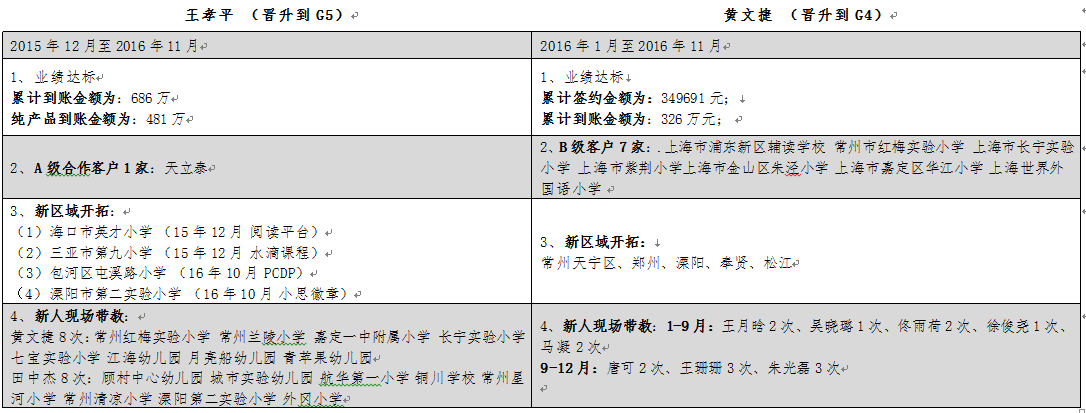 王孝平 （晋升到 G5）
黄文捷 （晋升到 G4）
2015 年 12 月至 2016 年 11 月
2016 年 1 月至 2016 年 11 月
1、业绩达标
累计到账金额为：686 万
纯产品到账金额为：481 万
1、业绩达标
累计签约金额为：349691 元；
累计到账金额为：326 万元；
2、A 级合作客户 1 家：天立泰
2、B 级客户 7 家：.上海市浦东新区辅读学校 常州市红梅实验小学 上海市长宁实验
小学 上海市紫荆小学上海市金山区朱泾小学 上海市嘉定区华江小学 上海世界外
国语小学
3、新区域开拓：
（1）海口市英才小学 （15 年 12 月 阅读平台）
（2）三亚市第九小学 （15 年 12 月 水滴课程）
（3）包河区屯溪路小学 （16 年 10 月 PCDP）
（4）溧阳市第二实验小学 （16 年 10 月 小思徽章）
3、新区域开拓：
常州天宁区、郑州、溧阳、奉贤、松江
4、新人现场带教：
黄文捷 8 次：常州红梅实验小学 常州兰陵小学 嘉定一中附属小学 长宁实验小学
七宝实验小学 江海幼儿园 月亮船幼儿园 青苹果幼儿园
田中杰 8 次：顾村中心幼儿园 城市实验幼儿园 航华第一小学 铜川学校 常州星
河小学 常州清凉小学 溧阳第二实验小学 外冈小学
4、新人现场带教：1-9 月：王月晗 2 次、吴晓璐 1 次、佟雨荷 2 次、徐俊尧 1 次、
马凝 2 次
9-12 月：唐可 2 次、王珊珊 3 次、朱光磊 3 次